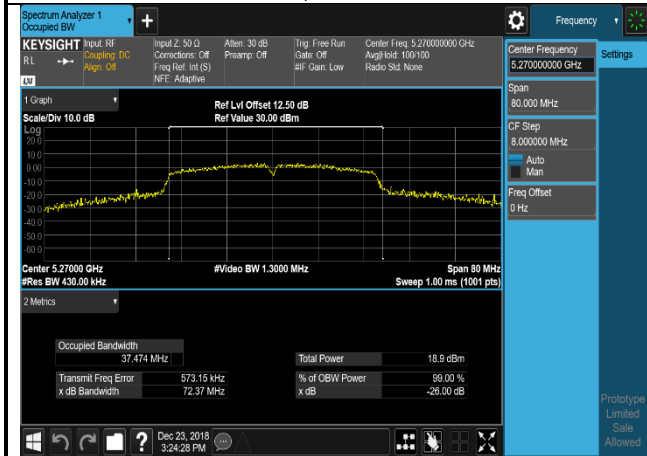 Spectrum Analyzer 1
Occupied BW
+
Frequency
KEYSIGHT
RL
LXI
Input: RF
Coupling: DC
Align: Off
Input Z: 50 Ω
Corrections: Off
Freq Ref: Int (S)
NFE: Adaptive
Atten: 30 dB
Preamp: Off
Trig: Free Run
Gate: Off
#IF Gain: Low
Center Freq: 5.270000000 GHz
Avg|Hold: 100/100
Radio Std: None
Center Frequency
5.270000000 GHz
Settings
Span
80.000 MHz
CF Step
8.000000 MHz
Auto
Man
Freq Offset
0 Hz
1 Graph
Scale/Div 10.0 dB
Ref Lvl Offset 12.50 dB
Ref Value 30.00 dBm
Log
20.0
10.0
0.00
-10.0
-20.0
-30.0
-40.0
-50.0
-60.0
Center 5.27000 GHz
#Res BW 430.00 kHz
#Video BW 1.3000 MHz
Span 80 MHz
Sweep 1.00 ms (1001 pts)
2 Metrics
Occupied Bandwidth
37.474 MHz
Total Power 18.9 dBm
Transmit Freq Error 573.15 kHz
% of OBW Power 99.00 %
x dB Bandwidth 72.37 MHz
x dB -26.00 dB
Prototype
Limited
Sale
Allowed
?
Dec 23, 2018
3:24:28 PM